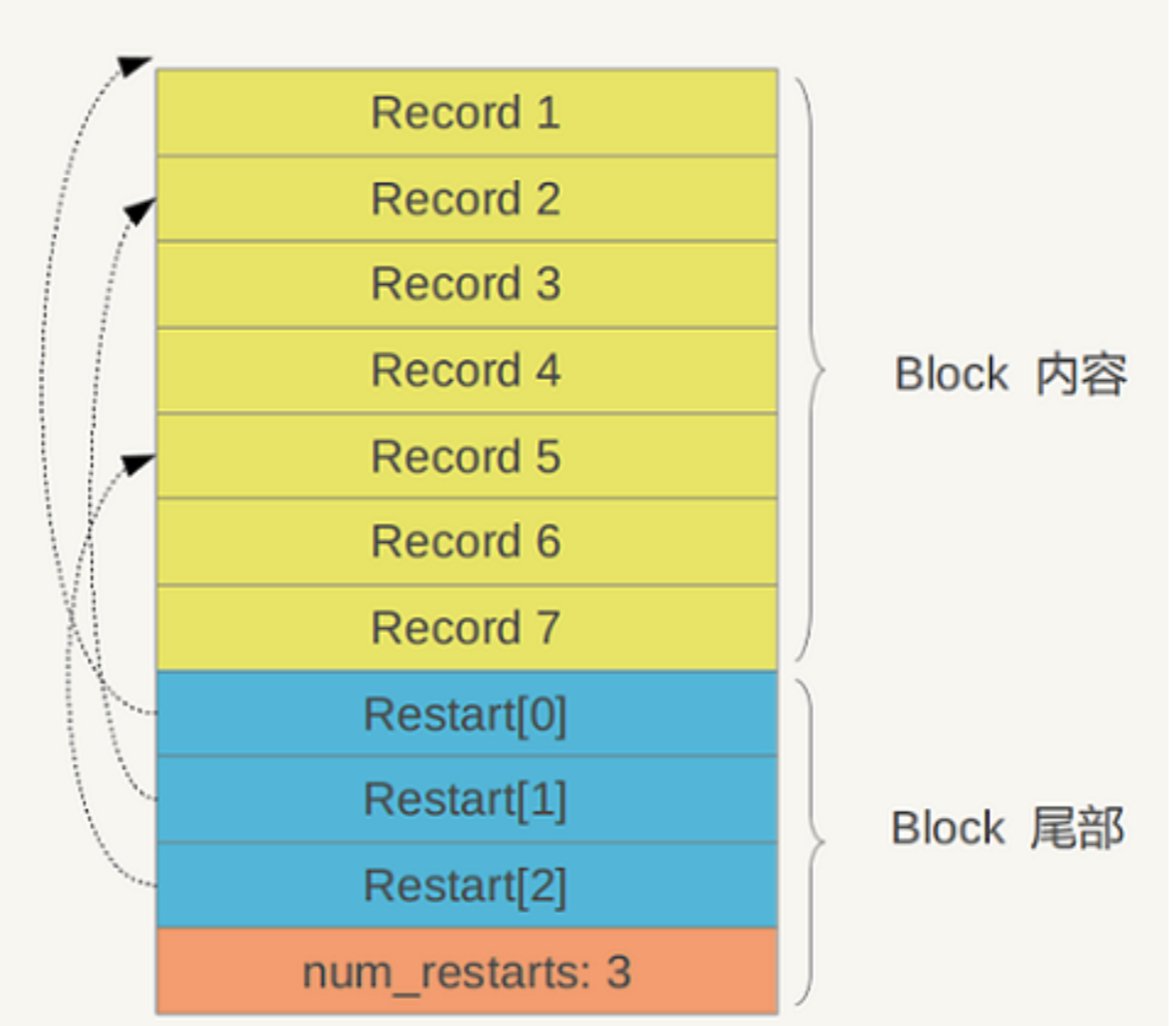 Record 1
Record 2
Record 3
Record 4
Record 5
Record 6
Record 7
Block 内容
Restart[0]
Restart[1]
Restart[2]
num_restarts: 3
Block 尾部